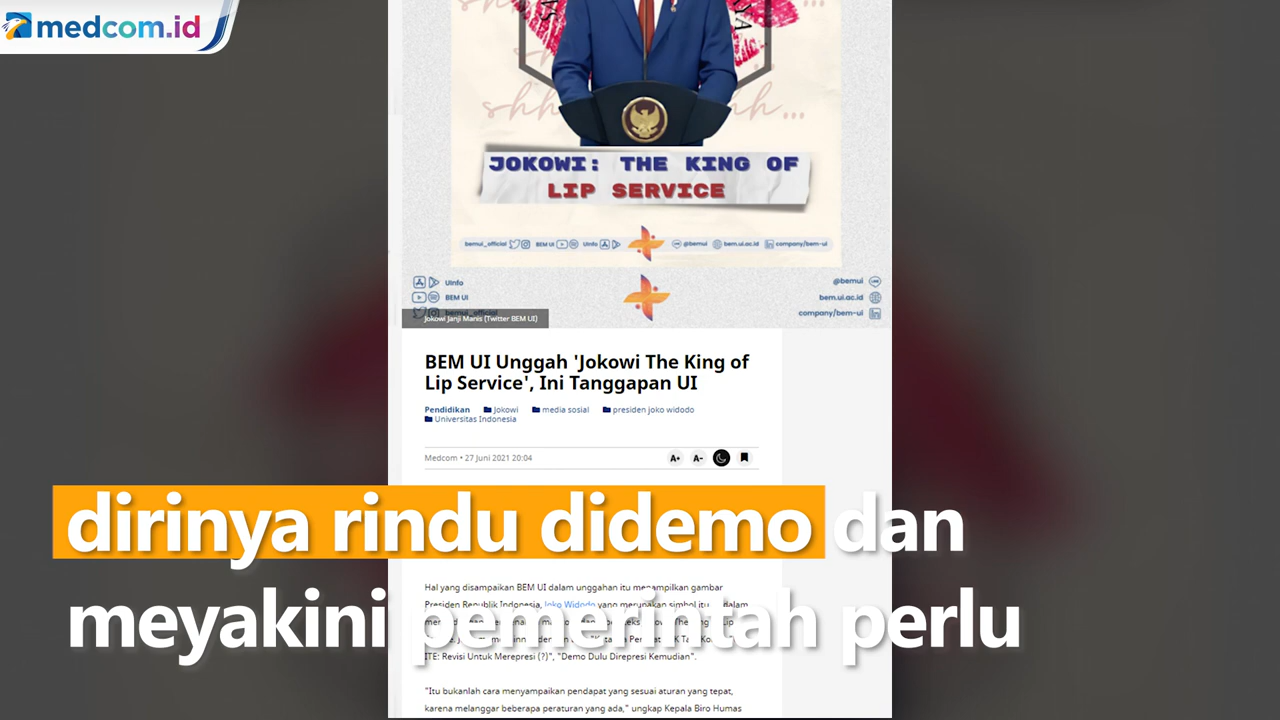 medcom.id
shh
hh...
JOKOWI: THE KING OF
LIP SERVICE
bemui_official BEM UI UInfo @bemui bem.ui.ac.id company/bem-ui
UInfo @bemui
BEM UI bem.ui.ac.id
bemui_official company/bem-ui
Jokowi Janji Manis (Twitter BEM UI)
BEM UI Unggah 'Jokowi The King of
Lip Service', Ini Tanggapan UI
Pendidikan Jokowi media sosial presiden joko widodo
Universitas Indonesia
Medcom • 27 Juni 2021 20:04 A+ A-
dirinya rindu didemo dan
meyakini pemerintah perlu
Hal yang disampaikan BEM UI dalam unggahan itu menampilkan gambar
Presiden Republik Indonesia, Joko Widodo yang merupakan simbol dalam
ITE: Revisi Untuk Merepresi (?)", "Demo Dulu Direpresi Kemudian".
"Itu bukanlah cara menyampaikan pendapat yang sesuai aturan yang tepat,
karena melanggar beberapa peraturan yang ada," ungkap Kepala Biro Humas